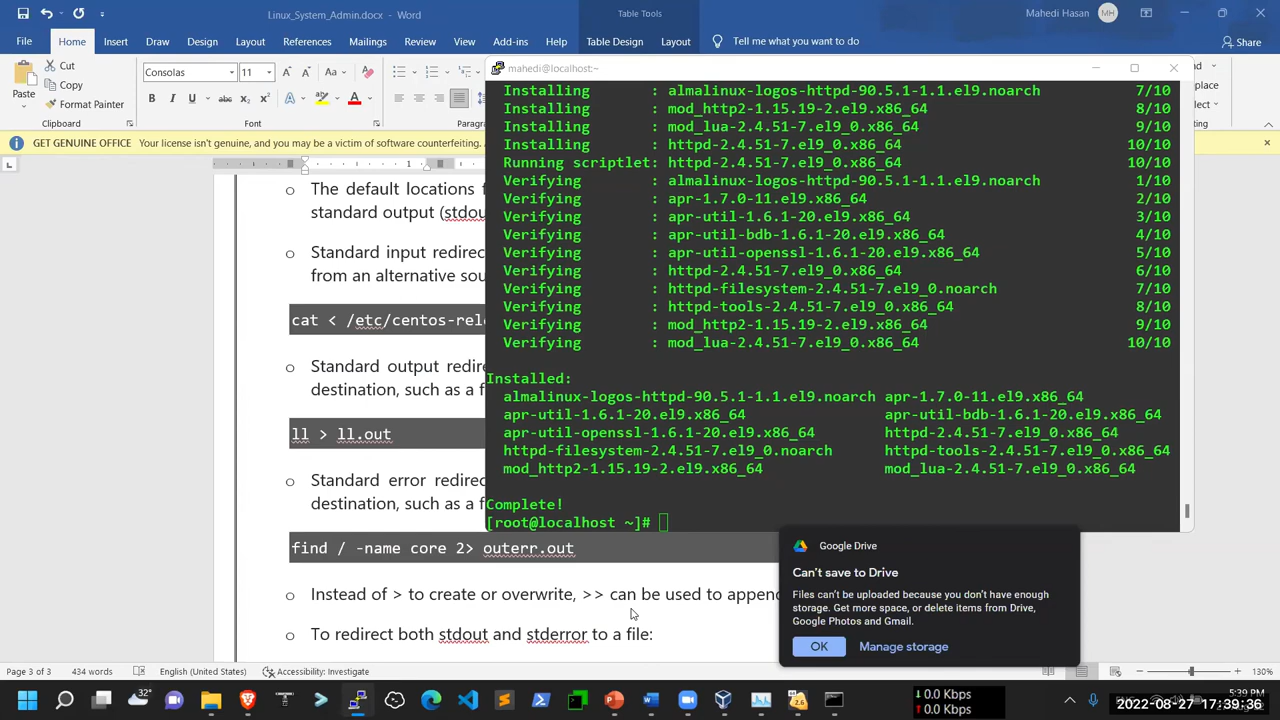 Linux_System_Admin.docx - Word
Table Tools
Mahedi Hasan MH
File Home Insert Draw Design Layout References Mailings Review View Add-ins Help Table Design Layout Tell me what you want to do Share
Cut
Copy
Format Painter
Paste
Clipboard
Consolas 11
Font
mahedi@localhost:~
GET GENUINE OFFICE Your license isn't genuine, and you may be a victim of software counterfeiting.
Installing : almalinux-logos-httpd-90.5.1-1.1.el9.noarch 7/10
Installing : mod_http2-1.15.19-2.el9.x86_64 8/10
Installing : mod_lua-2.4.51-7.el9_0.x86_64 9/10
Installing : httpd-2.4.51-7.el9_0.x86_64 10/10
Running scriptlet: httpd-2.4.51-7.el9_0.x86_64 10/10
Verifying : almalinux-logos-httpd-90.5.1-1.1.el9.noarch 1/10
Verifying : apr-1.7.0-11.el9.x86_64 2/10
Verifying : apr-util-1.6.1-20.el9.x86_64 3/10
Verifying : apr-util-bdb-1.6.1-20.el9.x86_64 4/10
Verifying : apr-util-openssl-1.6.1-20.el9.x86_64 5/10
Verifying : httpd-2.4.51-7.el9_0.x86_64 6/10
Verifying : httpd-filesystem-2.4.51-7.el9_0.noarch 7/10
Verifying : httpd-tools-2.4.51-7.el9_0.x86_64 8/10
Verifying : mod_http2-1.15.19-2.el9.x86_64 9/10
Verifying : mod_lua-2.4.51-7.el9_0.x86_64 10/10
Installed:
almalinux-logos-httpd-90.5.1-1.1.el9.noarch apr-1.7.0-11.el9.x86_64
apr-util-1.6.1-20.el9.x86_64 apr-util-bdb-1.6.1-20.el9.x86_64
apr-util-openssl-1.6.1-20.el9.x86_64 httpd-2.4.51-7.el9_0.x86_64
httpd-filesystem-2.4.51-7.el9_0.noarch httpd-tools-2.4.51-7.el9_0.x86_64
mod_http2-1.15.19-2.el9.x86_64 mod_lua-2.4.51-7.el9_0.x86_64
Complete!
[root@localhost ~]#
The default locations
standard output (stdou
Standard input redirec
from an alternative sou
cat < /etc/centos-rel
Standard output redire
destination, such as a f
ll > ll.out
Standard error redirec
destination, such as a f
find / -name core 2> outerr.out
Instead of > to create or overwrite, >> can be used to append
To redirect both stdout and stderror to a file:
Google Drive
Can't save to Drive
Files can't be uploaded because you don't have enough
storage. Get more space, or delete items from Drive,
Google Photos and Gmail.
OK Manage storage
Page 3 of 3 434 words English (United States) Accessibility: Investigate 130%
32°
↓ 0.0 Kbps
↑ 0.0 Kbps
5:39 PM
2022-08-27 17:39:36